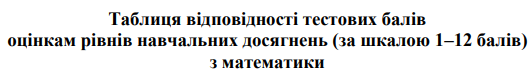 Таблиця відповідності тестових балів
оцінкам рівнів навчальних досягнень (за шкалою 1–12 балів)
з математики